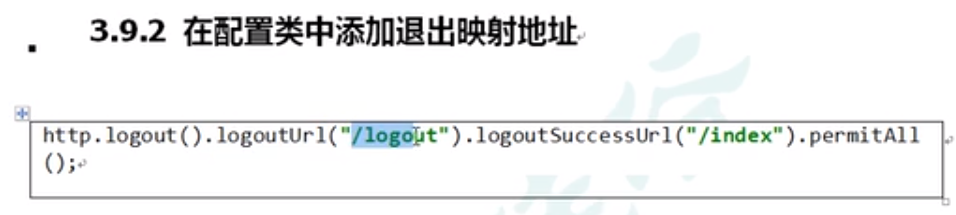 3.9.2 在配置类中添加退出映射地址
http.logout().logoutUrl("/logout").logoutSuccessUrl("/index").permitAll
();